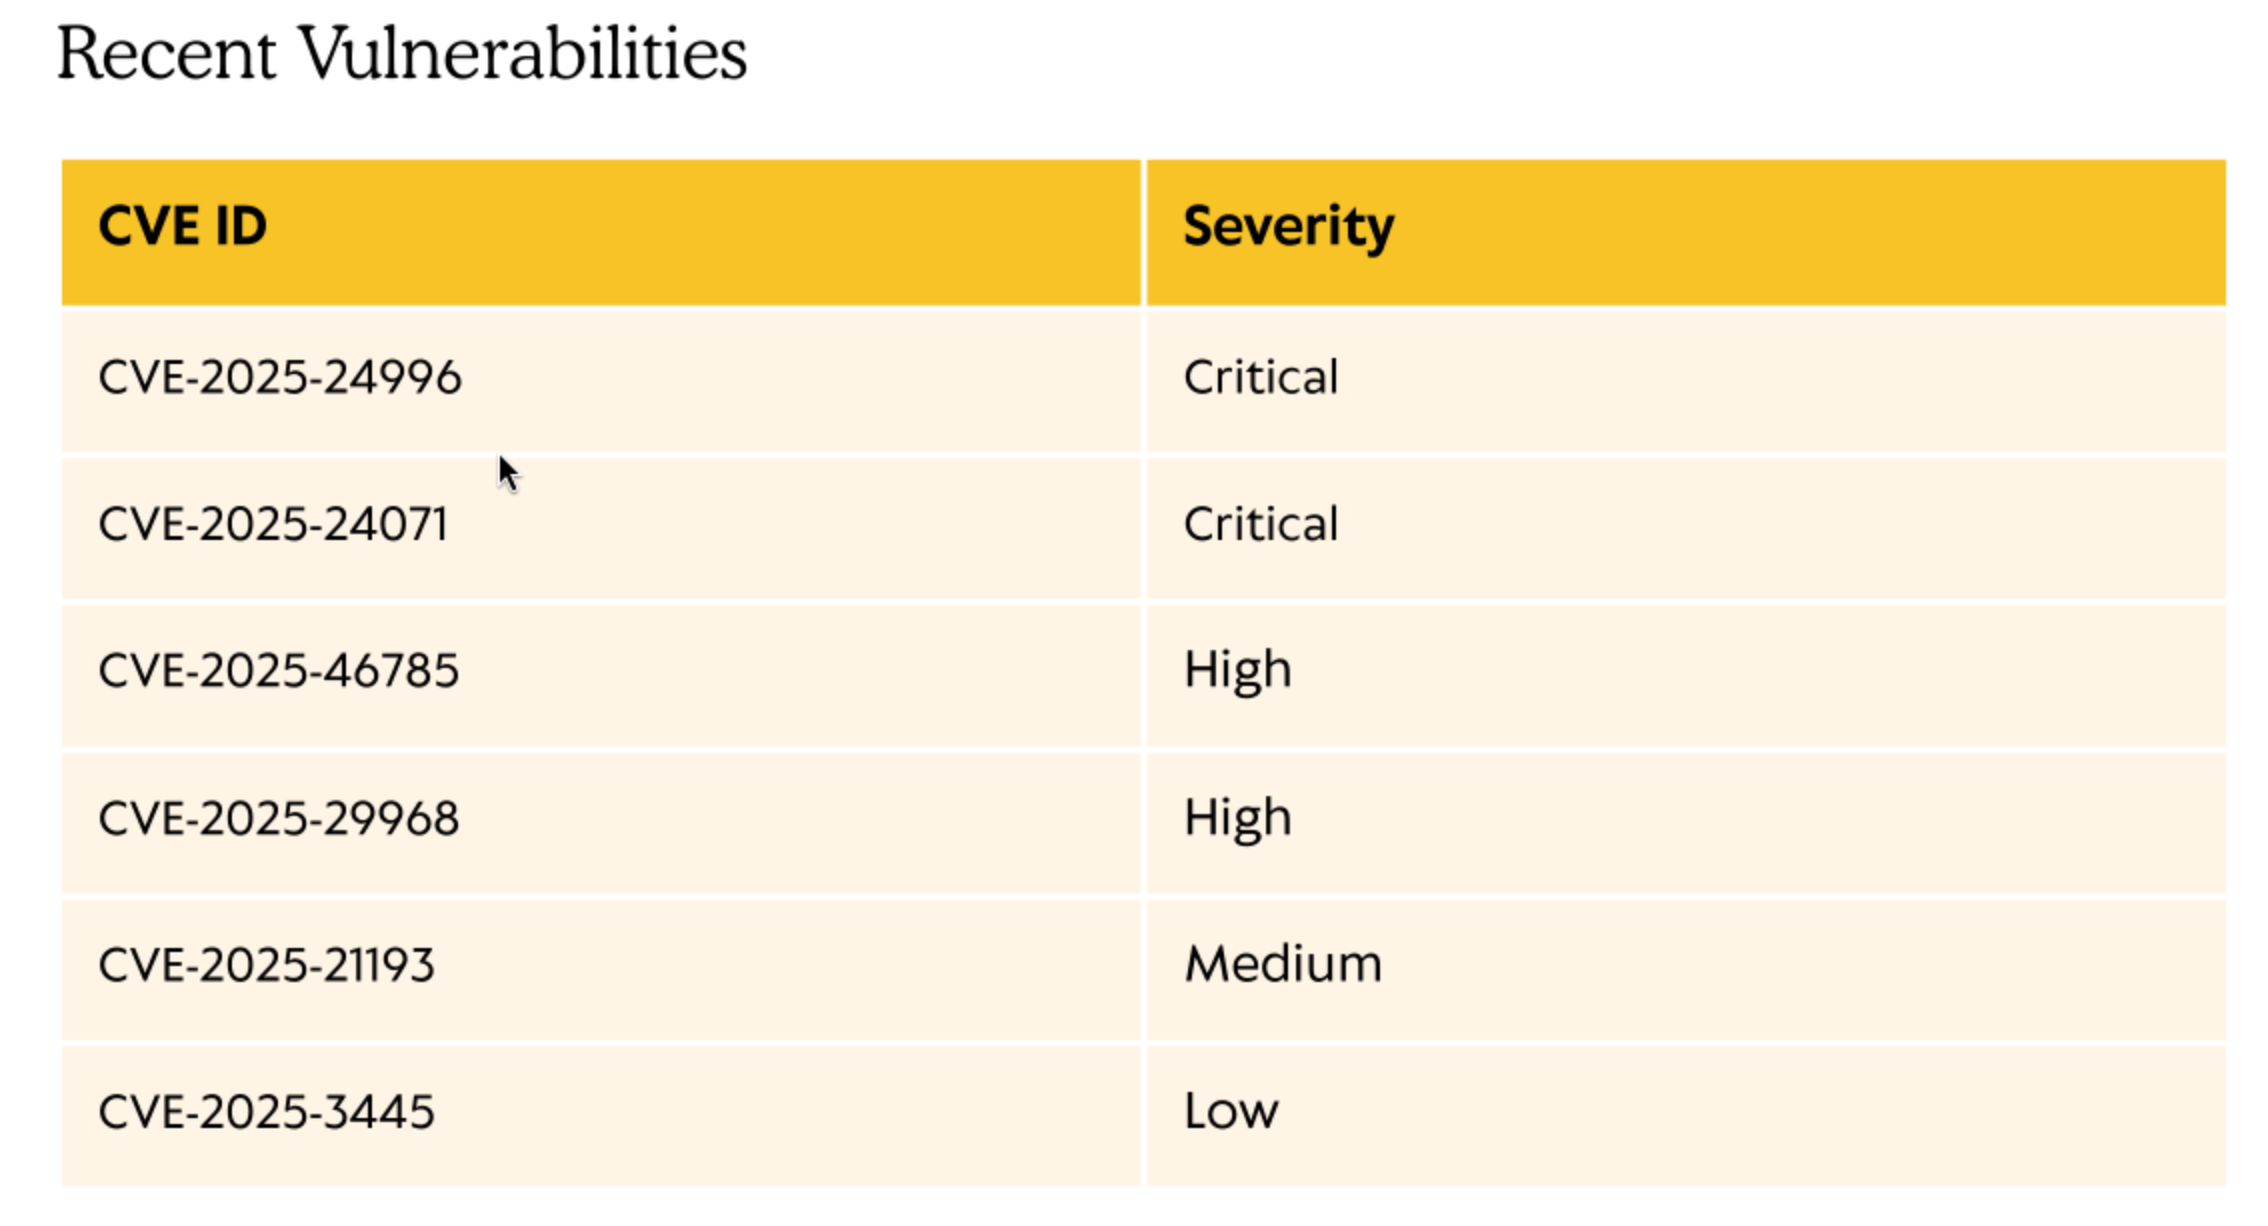 Recent Vulnerabilities
CVE ID Severity
CVE-2025-24996 Critical
CVE-2025-24071 Critical
CVE-2025-46785 High
CVE-2025-29968 High
CVE-2025-21193 Medium
CVE-2025-3445 Low